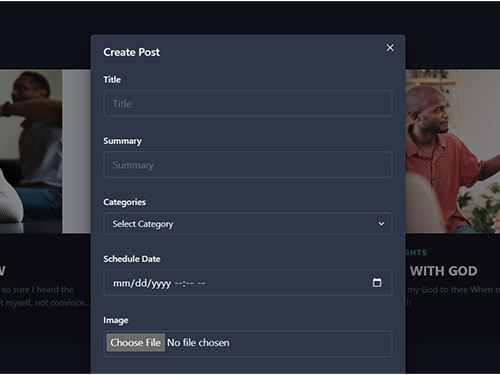 Create Post
Title
Title
Summary
Summary
Categories
Select Category
Schedule Date
mm/dd/yyyy --:-- --
Image
Choose File No file chosen
W
so sure I heard the
t myself, not convince...
GHTS
WITH GOD
my God to thee When m
th